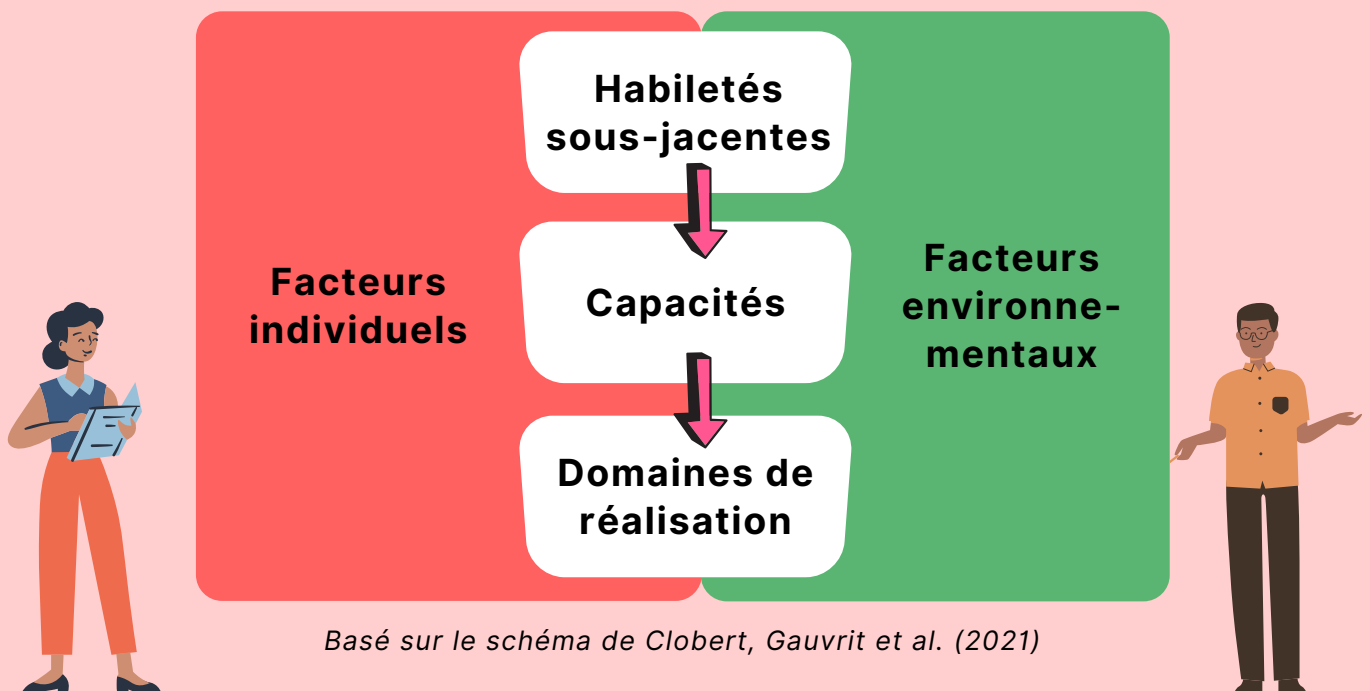 Habiletés
sous-jacentes
Facteurs
individuels
Capacités
Facteurs
environne-
mentaux
Domaines de
réalisation
Basé sur le schéma de Clobert, Gauvrit et al. (2021)